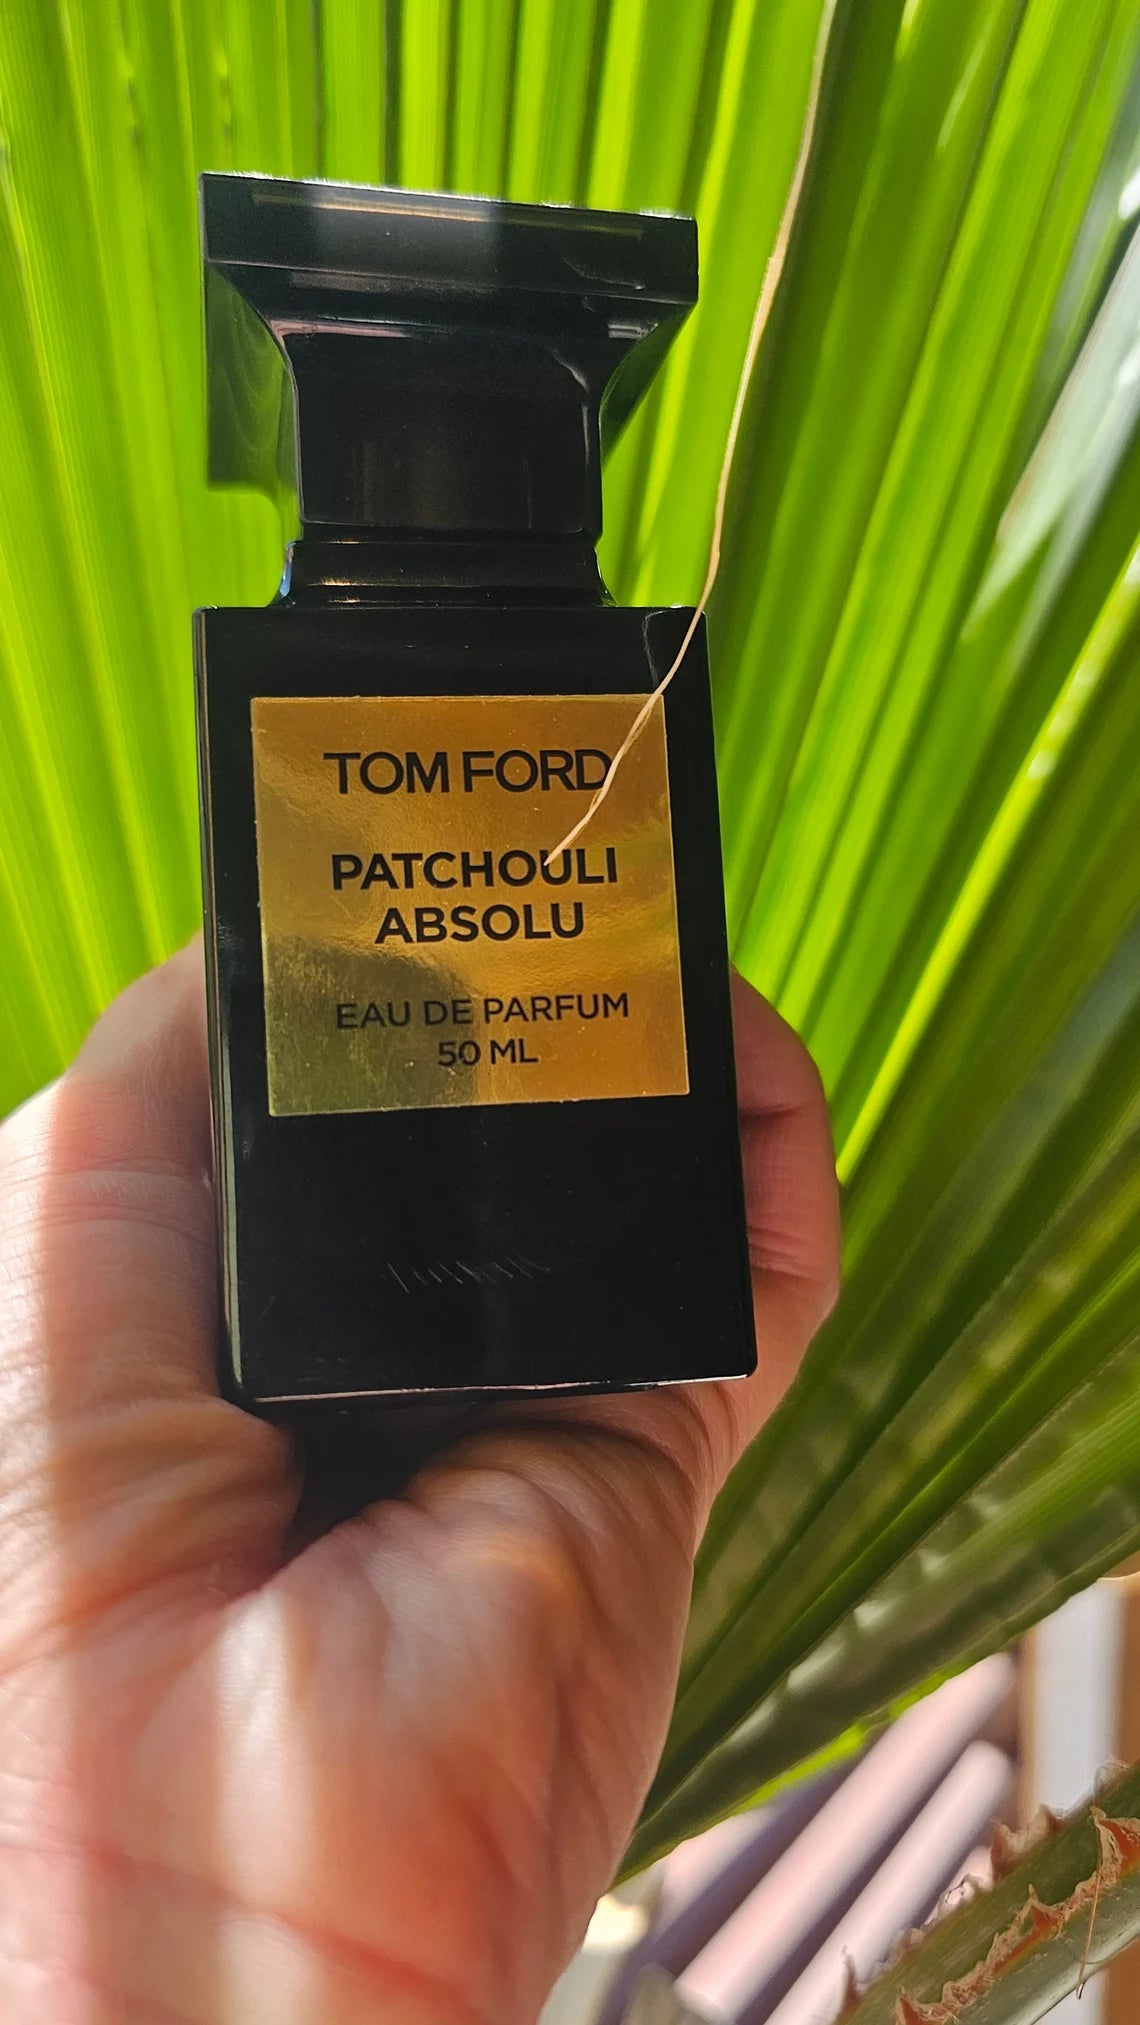 TOM FORD
PATCHOULI
ABSOLU
EAU DE PARFUM
50 ML